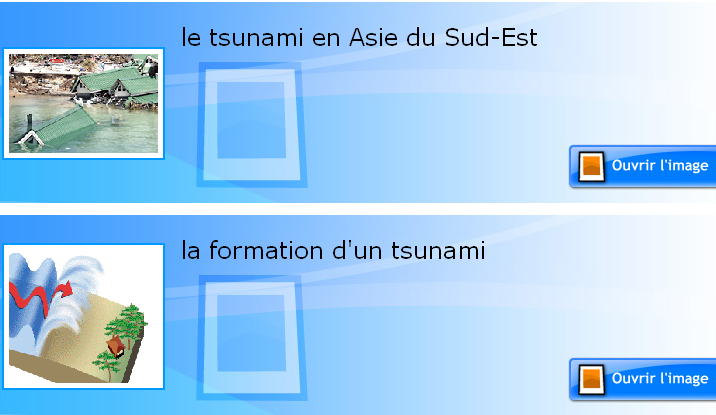 le tsunami en Asie du Sud-Est
Ouvrir l'image
la formation d'un tsunami
Ouvrir l'image